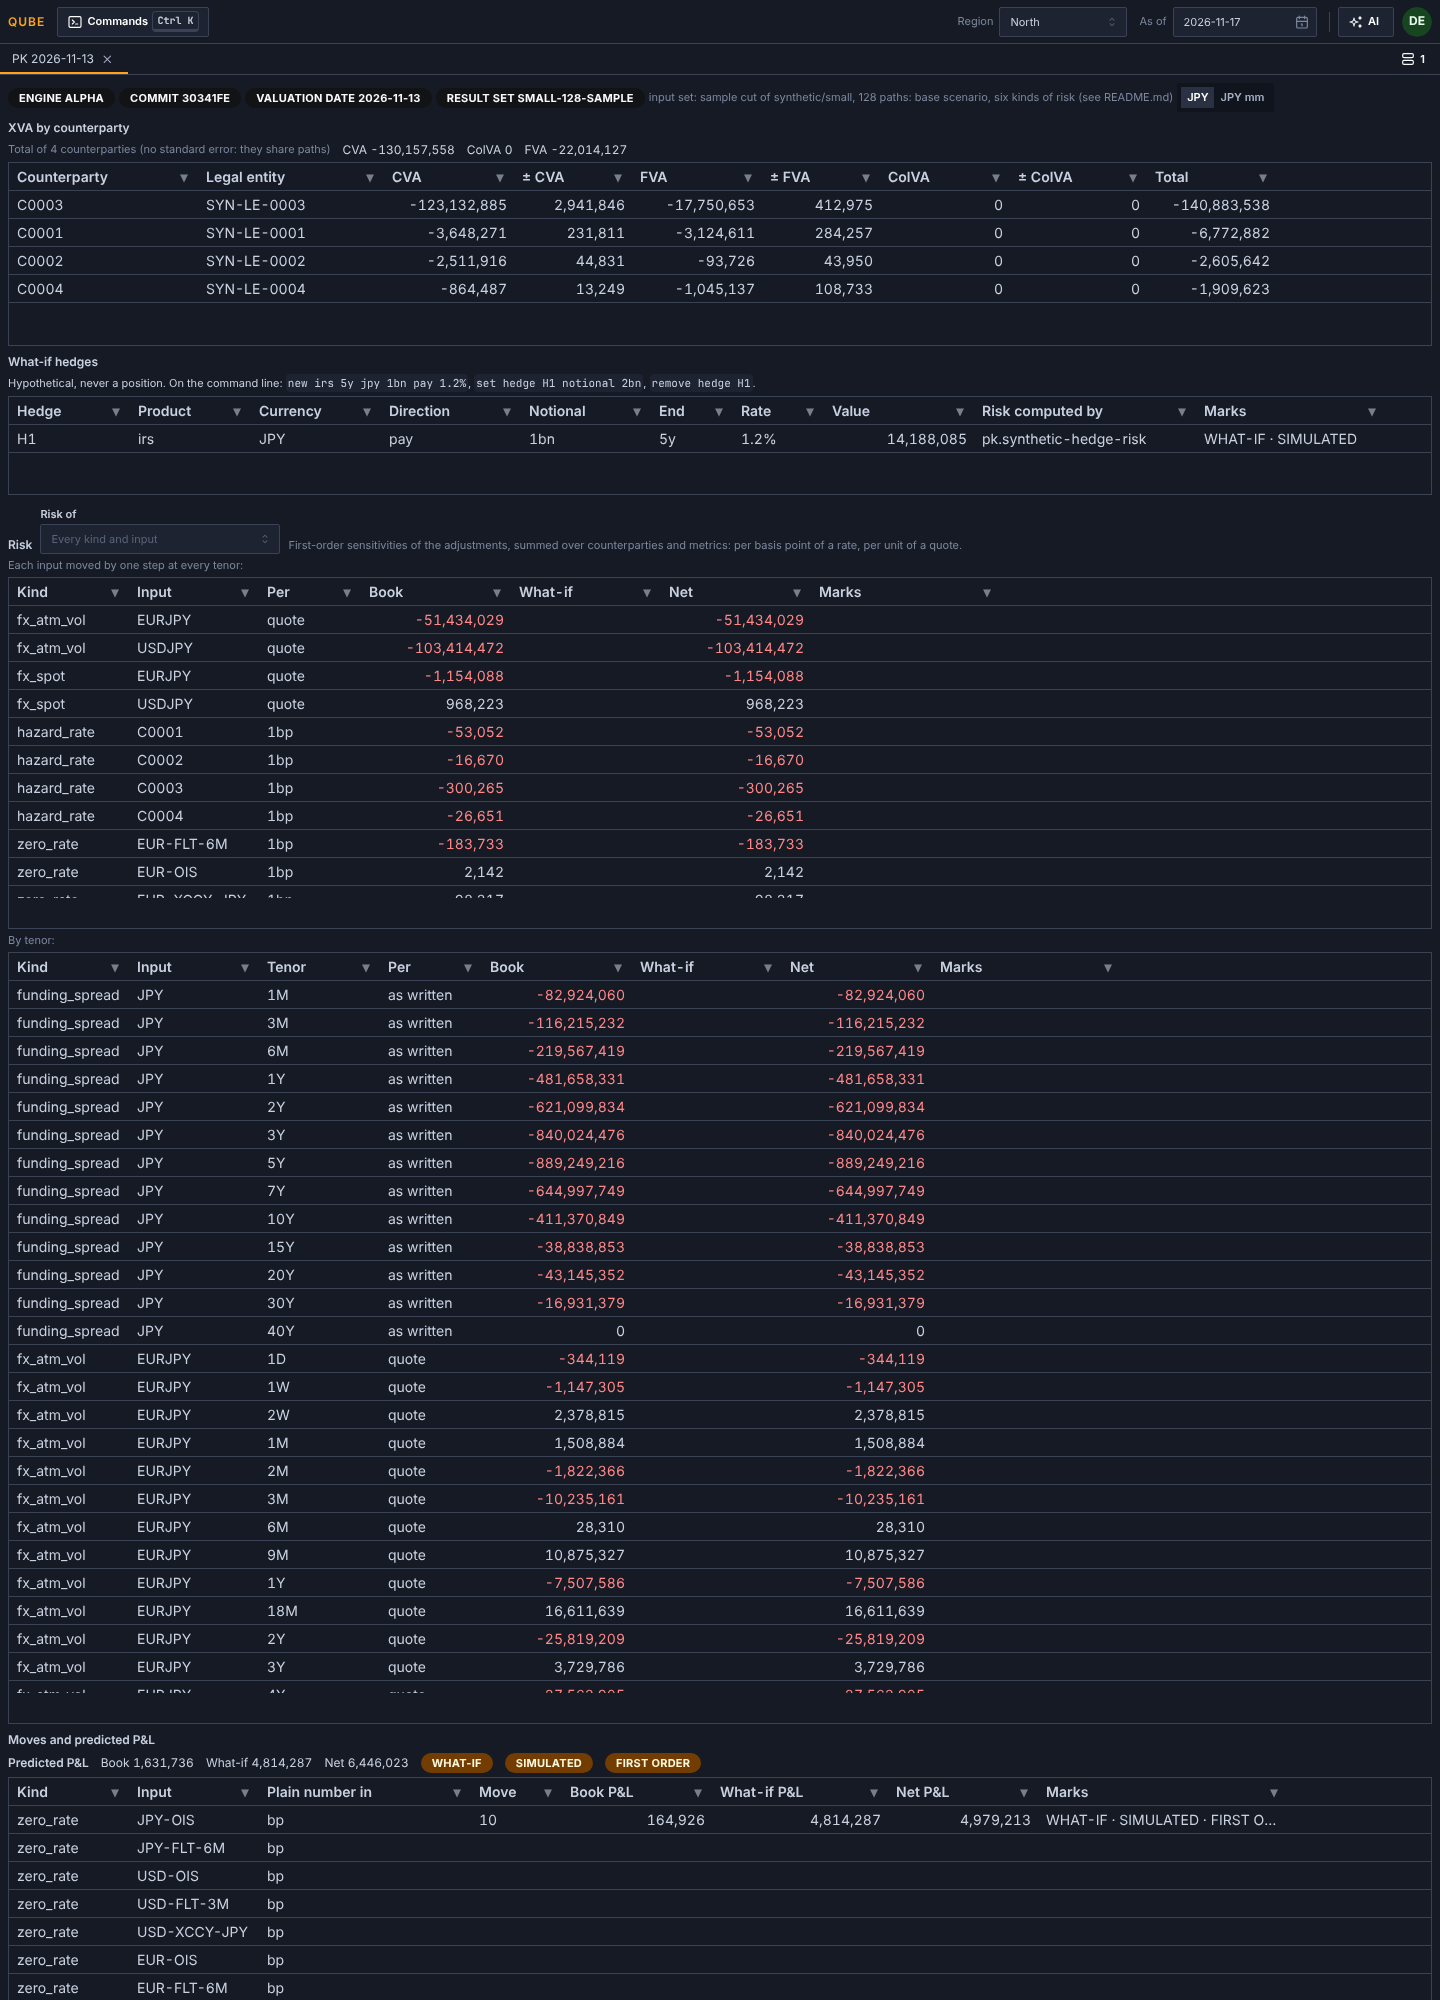 QUBE Commands Ctrl K Region North As of 2026-11-17 AI DE
PK 2026-11-13 × 1
ENGINE ALPHA COMMIT 30341FE VALUATION DATE 2026-11-13 RESULT SET SMALL-128-SAMPLE input set: sample cut of synthetic/small, 128 paths: base scenario, six kinds of risk (see README.md) JPY JPY mm
XVA by counterparty
Total of 4 counterparties (no standard error: they share paths) CVA -130,157,558 ColVA 0 FVA -22,014,127
Counterparty Legal entity CVA ± CVA FVA ± FVA ColVA ± ColVA Total
C0003 SYN-LE-0003 -123,132,885 2,941,846 -17,750,653 412,975 0 0 -140,883,538
C0001 SYN-LE-0001 -3,648,271 231,811 -3,124,611 284,257 0 0 -6,772,882
C0002 SYN-LE-0002 -2,511,916 44,831 -93,726 43,950 0 0 -2,605,642
C0004 SYN-LE-0004 -864,487 13,249 -1,045,137 108,733 0 0 -1,909,623
What-if hedges
Hypothetical, never a position. On the command line: new irs 5y jpy 1bn pay 1.2%, set hedge H1 notional 2bn, remove hedge H1.
Hedge Product Currency Direction Notional End Rate Value Risk computed by Marks
H1 irs JPY pay 1bn 5y 1.2% 14,188,085 pk.synthetic-hedge-risk WHAT-IF · SIMULATED
Risk of
Risk Every kind and input First-order sensitivities of the adjustments, summed over counterparties and metrics: per basis point of a rate, per unit of a quote.
Each input moved by one step at every tenor:
Kind Input Per Book What-if Net Marks
fx_atm_vol EURJPY quote -51,434,029 -51,434,029
fx_atm_vol USDJPY quote -103,414,472 -103,414,472
fx_spot EURJPY quote -1,154,088 -1,154,088
fx_spot USDJPY quote 968,223 968,223
hazard_rate C0001 1bp -53,052 -53,052
hazard_rate C0002 1bp -16,670 -16,670
hazard_rate C0003 1bp -300,265 -300,265
hazard_rate C0004 1bp -26,651 -26,651
zero_rate EUR-FLT-6M 1bp -183,733 -183,733
zero_rate EUR-OIS 1bp 2,142 2,142
zero_rate EUR-XCCY-JPY 1bp
By tenor:
Kind Input Tenor Per Book What-if Net Marks
funding_spread JPY 1M as written -82,924,060 -82,924,060
funding_spread JPY 3M as written -116,215,232 -116,215,232
funding_spread JPY 6M as written -219,567,419 -219,567,419
funding_spread JPY 1Y as written -481,658,331 -481,658,331
funding_spread JPY 2Y as written -621,099,834 -621,099,834
funding_spread JPY 3Y as written -840,024,476 -840,024,476
funding_spread JPY 5Y as written -889,249,216 -889,249,216
funding_spread JPY 7Y as written -644,997,749 -644,997,749
funding_spread JPY 10Y as written -411,370,849 -411,370,849
funding_spread JPY 15Y as written -38,838,853 -38,838,853
funding_spread JPY 20Y as written -43,145,352 -43,145,352
funding_spread JPY 30Y as written -16,931,379 -16,931,379
funding_spread JPY 40Y as written 0 0
fx_atm_vol EURJPY 1D quote -344,119 -344,119
fx_atm_vol EURJPY 1W quote -1,147,305 -1,147,305
fx_atm_vol EURJPY 2W quote 2,378,815 2,378,815
fx_atm_vol EURJPY 1M quote 1,508,884 1,508,884
fx_atm_vol EURJPY 2M quote -1,822,366 -1,822,366
fx_atm_vol EURJPY 3M quote -10,235,161 -10,235,161
fx_atm_vol EURJPY 6M quote 28,310 28,310
fx_atm_vol EURJPY 9M quote 10,875,327 10,875,327
fx_atm_vol EURJPY 1Y quote -7,507,586 -7,507,586
fx_atm_vol EURJPY 18M quote 16,611,639 16,611,639
fx_atm_vol EURJPY 2Y quote -25,819,209 -25,819,209
fx_atm_vol EURJPY 3Y quote 3,729,786 3,729,786
fx_atm_vol EURJPY 4Y quote
Moves and predicted P&L
Predicted P&L Book 1,631,736 What-if 4,814,287 Net 6,446,023 WHAT-IF SIMULATED FIRST ORDER
Kind Input Plain number in Move Book P&L What-if P&L Net P&L Marks
zero_rate JPY-OIS bp 10 164,926 4,814,287 4,979,213 WHAT-IF · SIMULATED · FIRST O...
zero_rate JPY-FLT-6M bp
zero_rate USD-OIS bp
zero_rate USD-FLT-3M bp
zero_rate USD-XCCY-JPY bp
zero_rate EUR-OIS bp
zero_rate EUR-FLT-6M bp